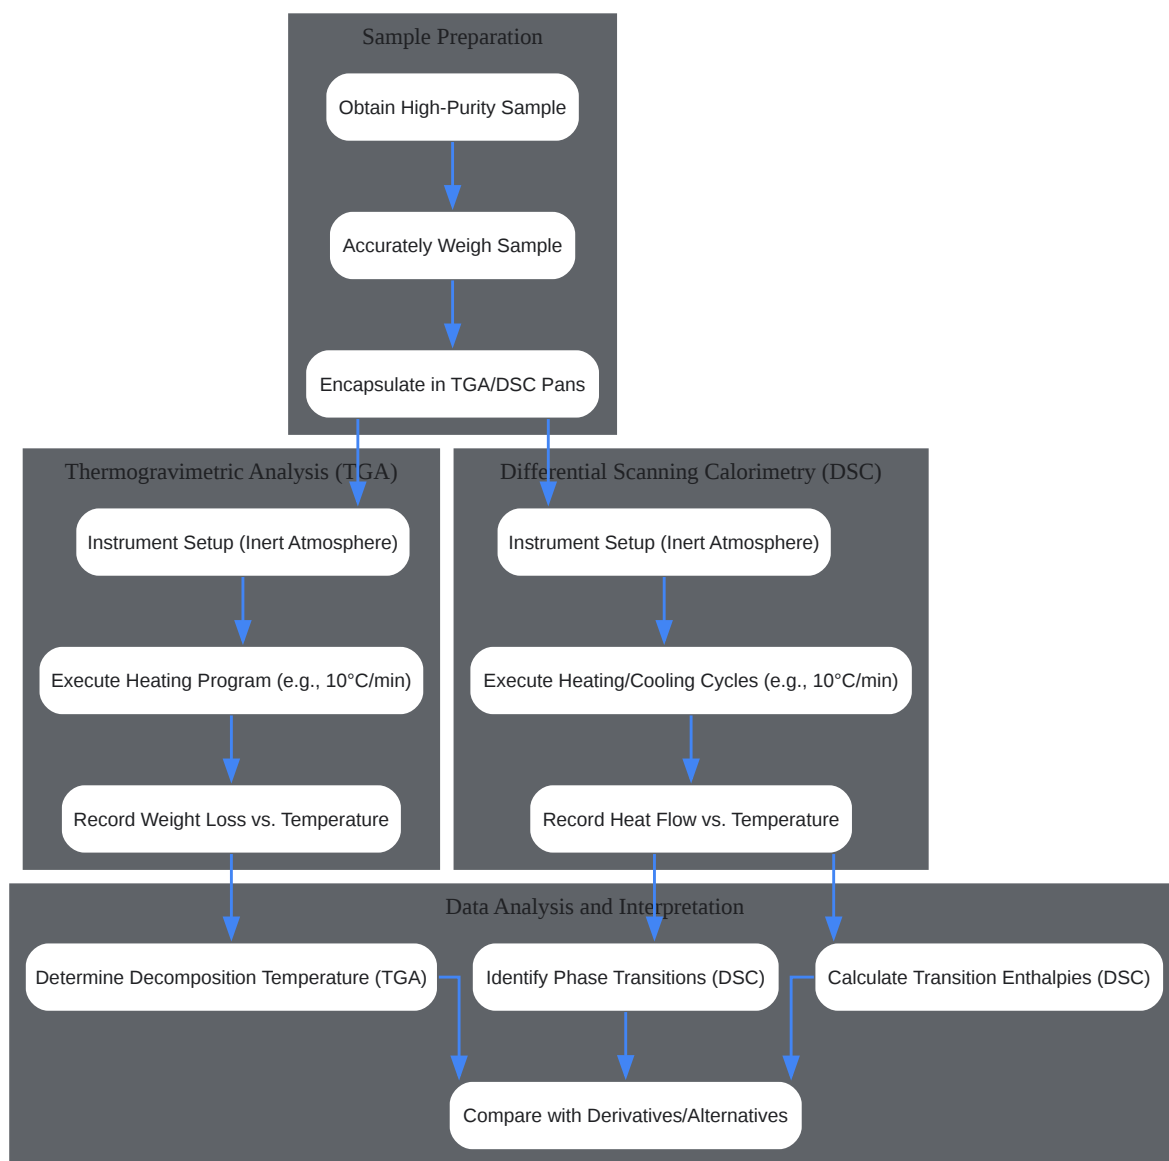 Sample Preparation
Obtain High-Purity Sample
Accurately Weigh Sample
Encapsulate in TGA/DSC Pans
Thermogravimetric Analysis (TGA)
Instrument Setup (Inert Atmosphere)
Execute Heating Program (e.g., 10°C/min)
Record Weight Loss vs. Temperature
Differential Scanning Calorimetry (DSC)
Instrument Setup (Inert Atmosphere)
Execute Heating/Cooling Cycles (e.g., 10°C/min)
Record Heat Flow vs. Temperature
Data Analysis and Interpretation
Determine Decomposition Temperature (TGA)
Identify Phase Transitions (DSC)
Calculate Transition Enthalpies (DSC)
Compare with Derivatives/Alternatives